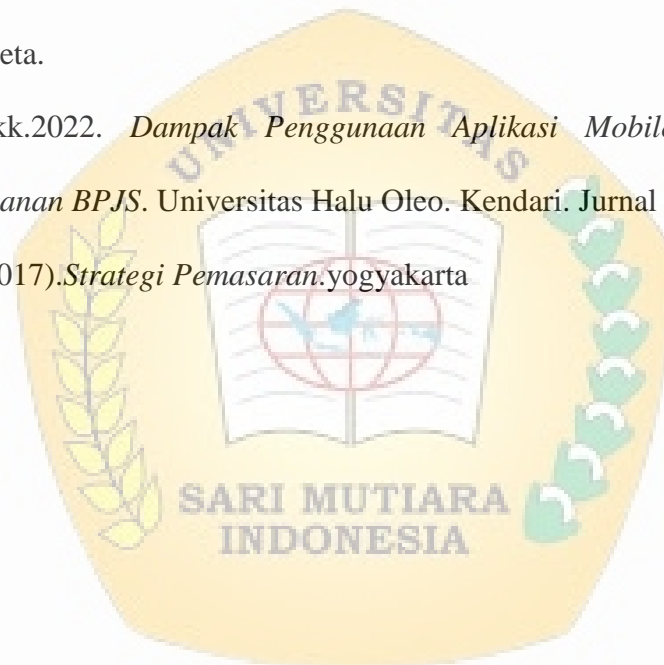 eta.
kk.2022. Dampak Penggunaan Aplikasi Mobile
anan BPJS. Universitas Halu Oleo. Kendari. Jurnal
017).Strategi Pemasaran.yogyakarta
UNIVERSITAS
SARI MUTIARA
INDONESIA